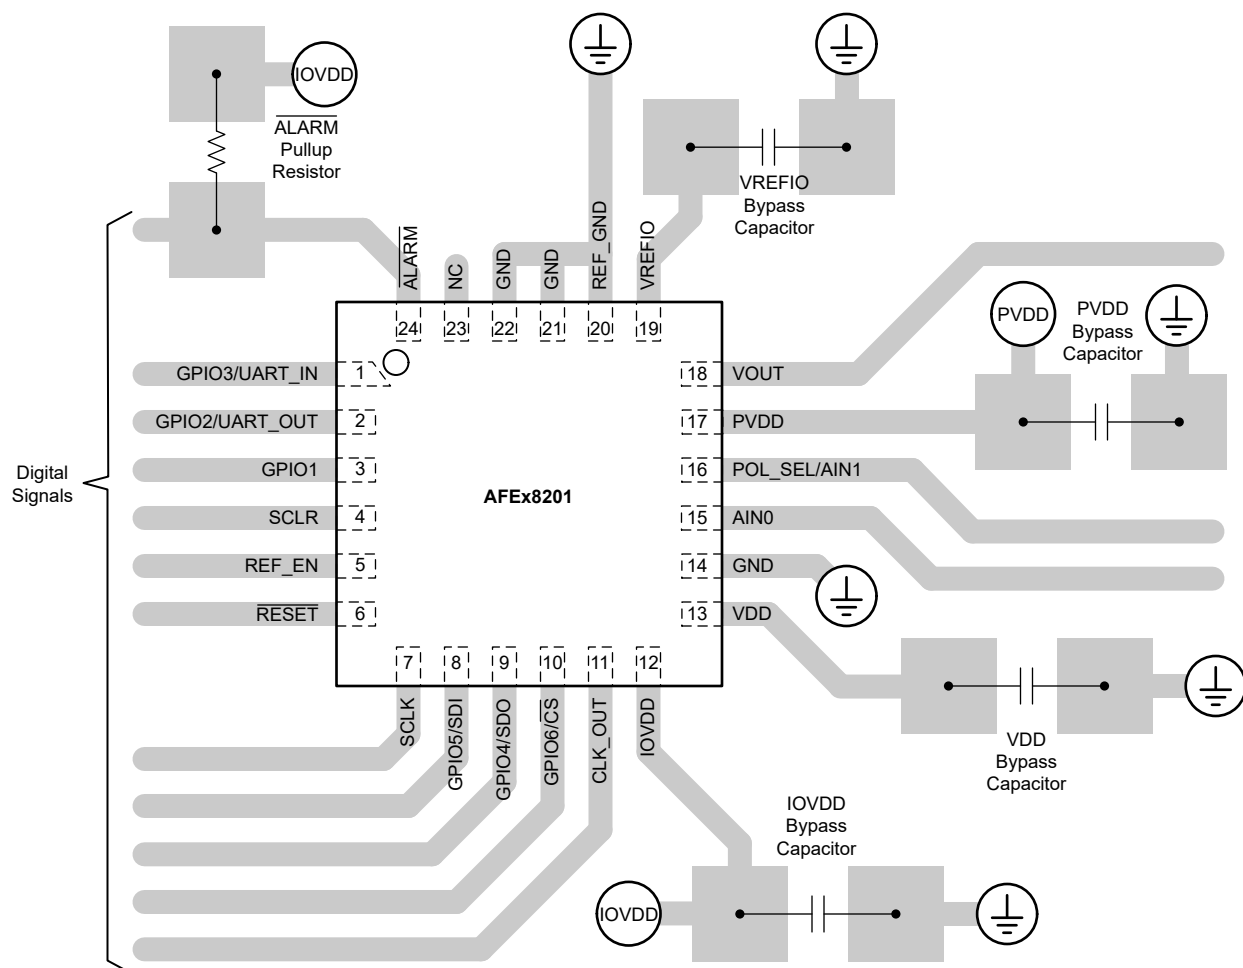 IOVDD
ALARM
Pullup
Resistor
VREFIO
Bypass
Capacitor
ALARM
NC
GND
GND
REF_GND
VREFIO
24
23
22
21
20
19
PVDD
PVDD
Bypass
Capacitor
GPIO3/UART_IN
1
18
VOUT
GPIO2/UART_OUT
2
17
PVDD
GPIO1
3
16
POL_SEL/AIN1
Digital
Signals
AFEx8201
SCLR
4
15
AIN0
REF_EN
5
14
GND
RESET
6
13
VDD
7
8
9
10
11
12
SCLK
GPIO5/SDI
GPIO4/SDO
GPIO6/CS
CLK_OUT
IOVDD
VDD
Bypass
Capacitor
IOVDD
Bypass
Capacitor
IOVDD